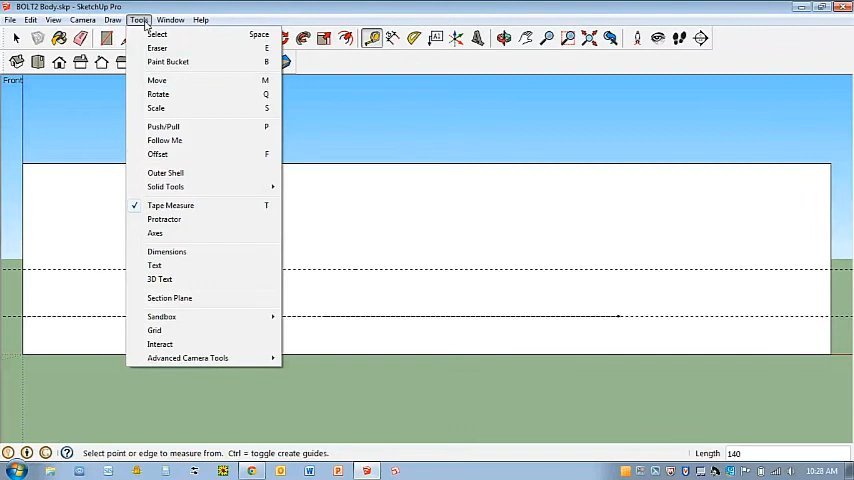 BOLT2 Body.skp - SketchUp Pro
File Edit View Camera Draw Tools Window Help
Front
Select Space
Eraser E
Paint Bucket B
Move M
Rotate Q
Scale S
Push/Pull P
Follow Me
Offset F
Outer Shell
Solid Tools
Tape Measure T
Protractor
Axes
Dimensions
Text
3D Text
Section Plane
Sandbox
Grid
Interact
Advanced Camera Tools
Select point or edge to measure from. Ctrl = toggle create guides. Length 140
10:28 AM